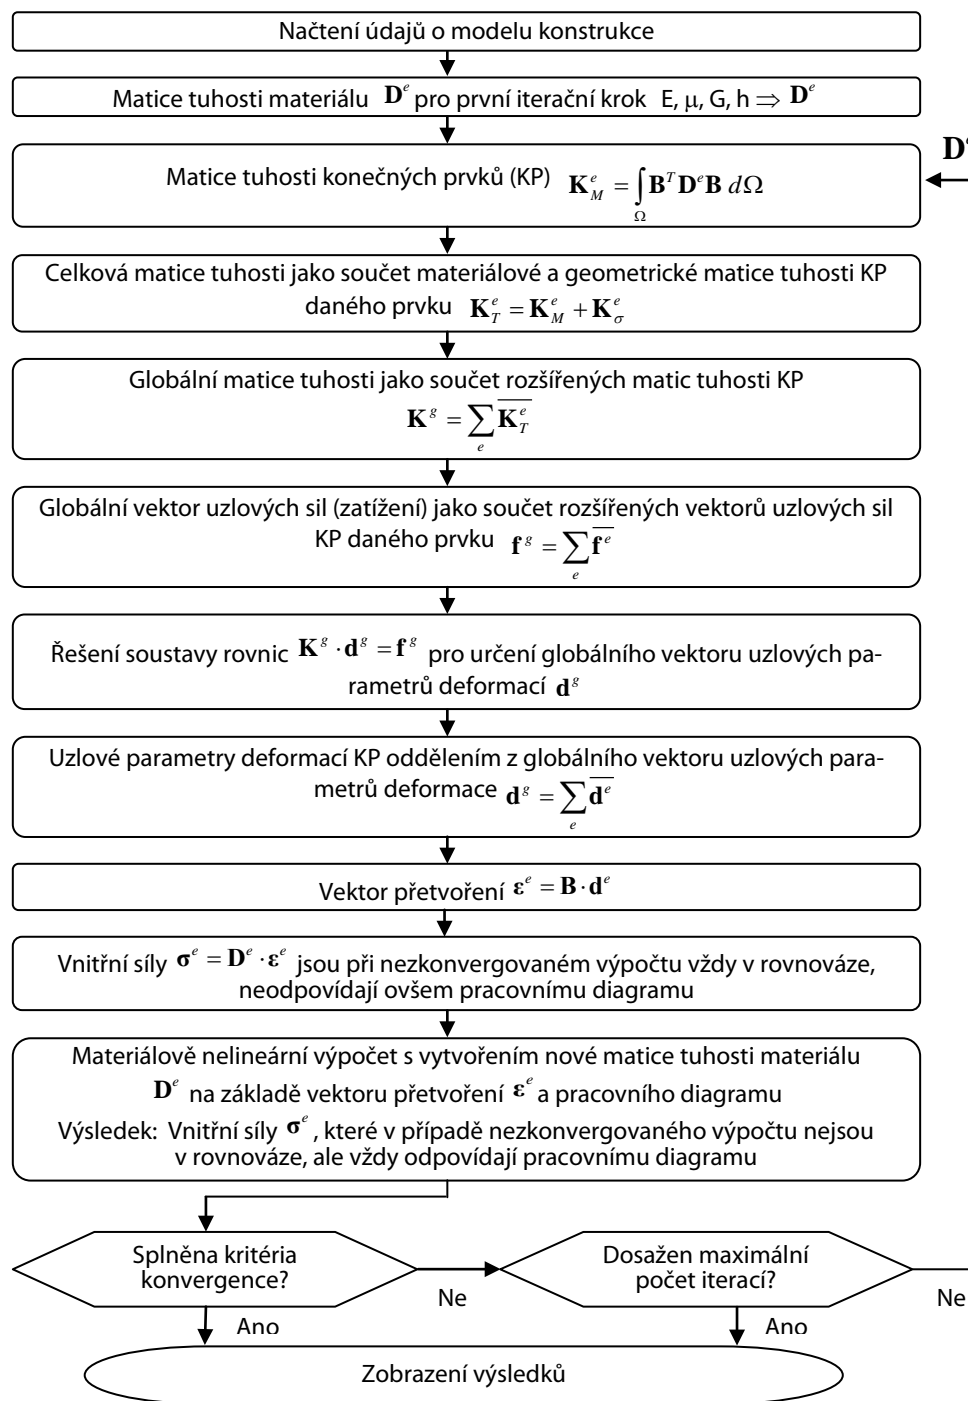 Načtení údajů o modelu konstrukce
Matice tuhosti materiálu D^e pro první iterační krok E, μ, G, h ⇒ D^e
D^e
Matice tuhosti konečných prvků (KP) K_M^e = ∫_Ω B^T D^e B dΩ
Celková matice tuhosti jako součet materiálové a geometrické matice tuhosti KP
daného prvku K_T^e = K_M^e + K_σ^e
Globální matice tuhosti jako součet rozšířených matic tuhosti KP
K^g = ∑_e \overline{K_T^e}
Globální vektor uzlových sil (zatížení) jako součet rozšířených vektorů uzlových sil
KP daného prvku f^g = ∑_e \overline{f^e}
Řešení soustavy rovnic K^g · d^g = f^g pro určení globálního vektoru uzlových pa-
rametrů deformací d^g
Uzlové parametry deformací KP oddělením z globálního vektoru uzlových para-
metrů deformace d^g = ∑_e \overline{d^e}
Vektor přetvoření ε^e = B · d^e
Vnitřní síly σ^e = D^e · ε^e jsou při nezkonvergovaném výpočtu vždy v rovnováze,
neodpovídají ovšem pracovnímu diagramu
Materiálově nelineární výpočet s vytvořením nové matice tuhosti materiálu
D^e na základě vektoru přetvoření ε^e a pracovního diagramu
Výsledek: Vnitřní síly σ^e, které v případě nezkonvergovaného výpočtu nejsou
v rovnováze, ale vždy odpovídají pracovnímu diagramu
Splněna kritéria
konvergence?
Ne
Dosažen maximální
počet iterací?
Ne
Ano
Ano
Zobrazení výsledků